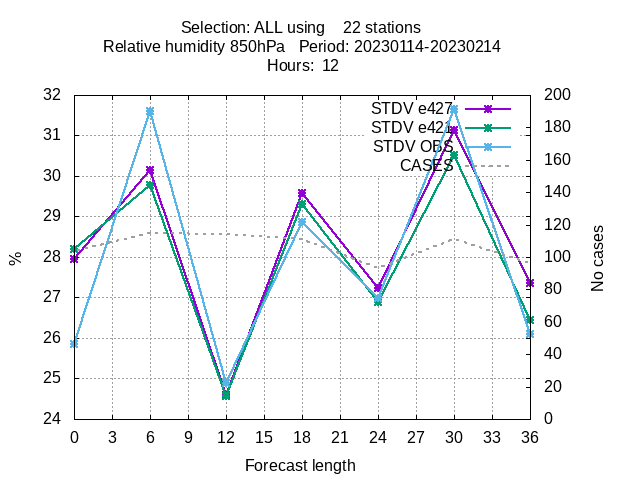 Selection: ALL using    22 stations
Relative humidity 850hPa   Period: 20230114-20230214
Hours:  12
STDV e427
STDV e421
STDV OBS
CASES
32
31
30
29
28
27
26
25
24
%
200
180
160
140
120
100
80
60
40
20
0
No cases
0 3 6 9 12 15 18 21 24 27 30 33 36
Forecast length